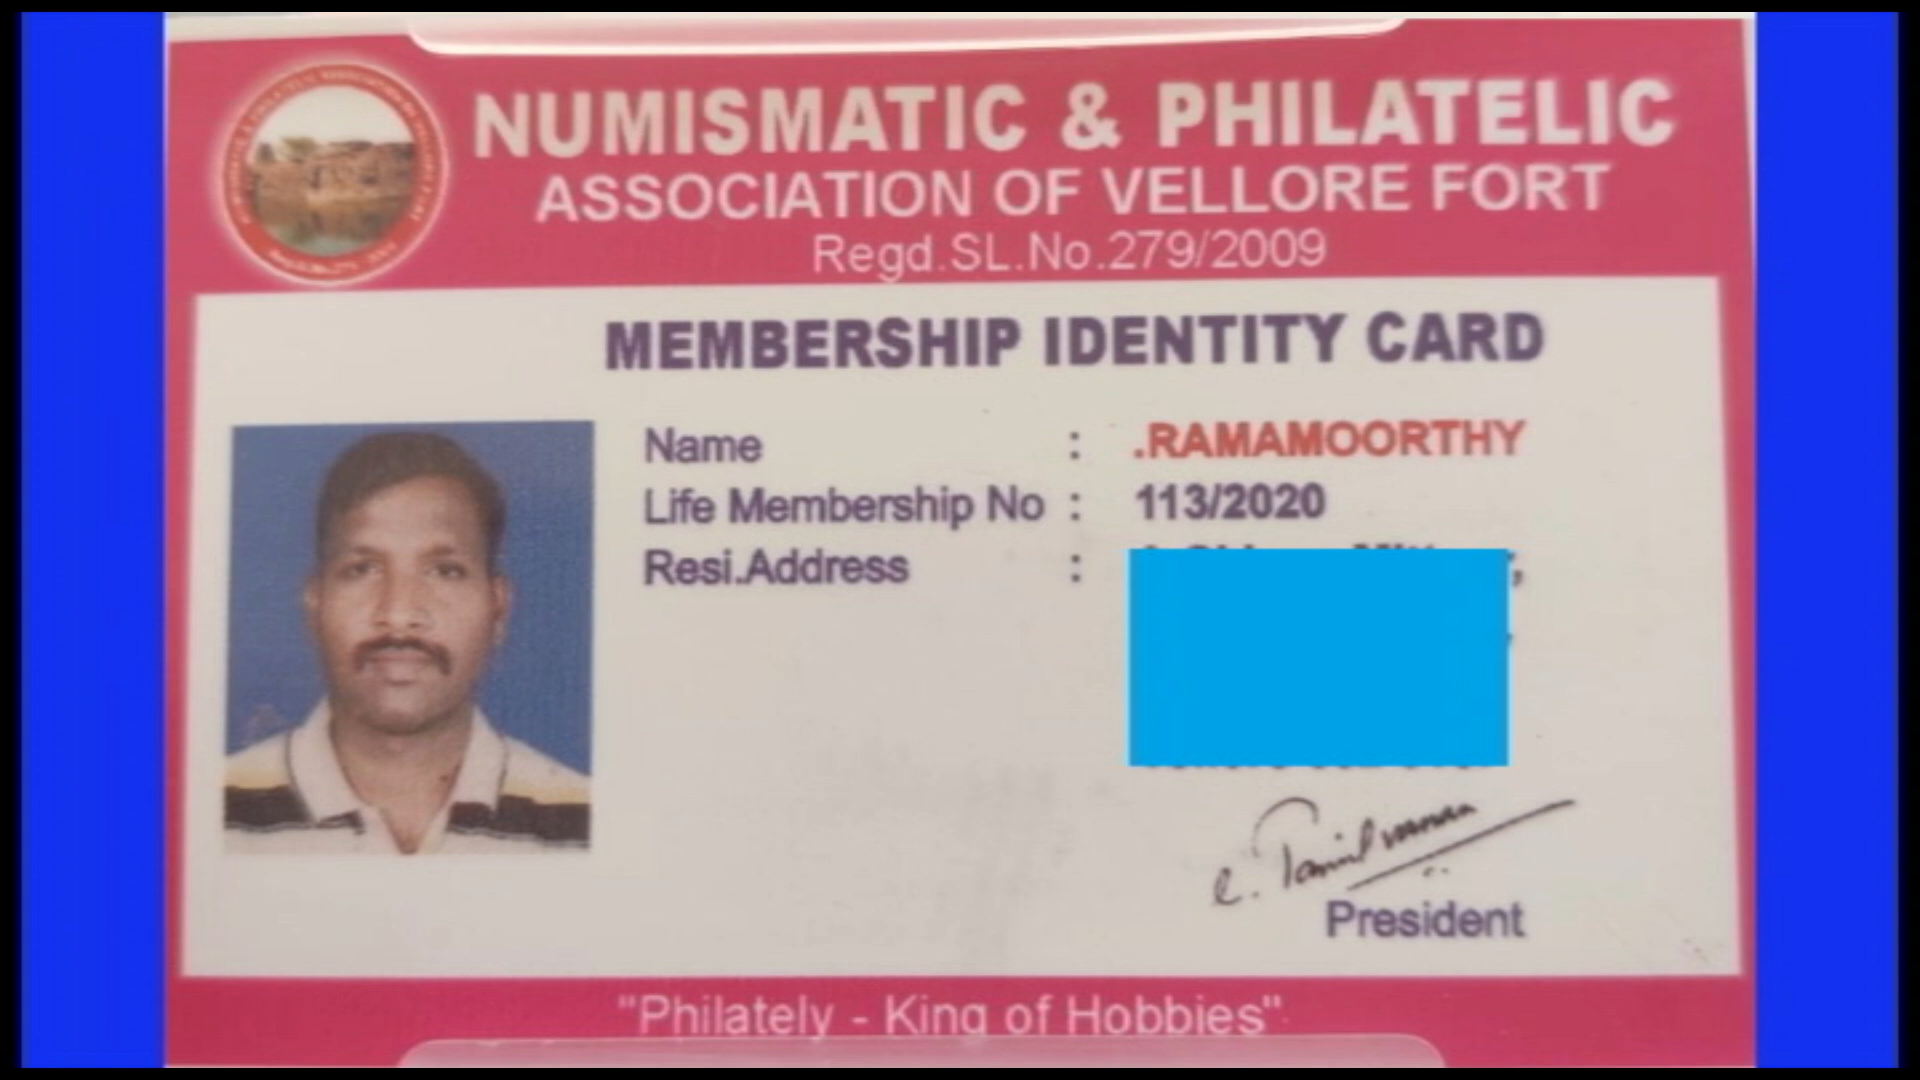 NUMISMATIC & PHILATELIC
ASSOCIATION OF VELLORE FORT
Regd.SL.No.279/2009
MEMBERSHIP IDENTITY CARD
Name : .RAMAMOORTHY
Life Membership No : 113/2020
Resi.Address :
President
"Philately - King of Hobbies"